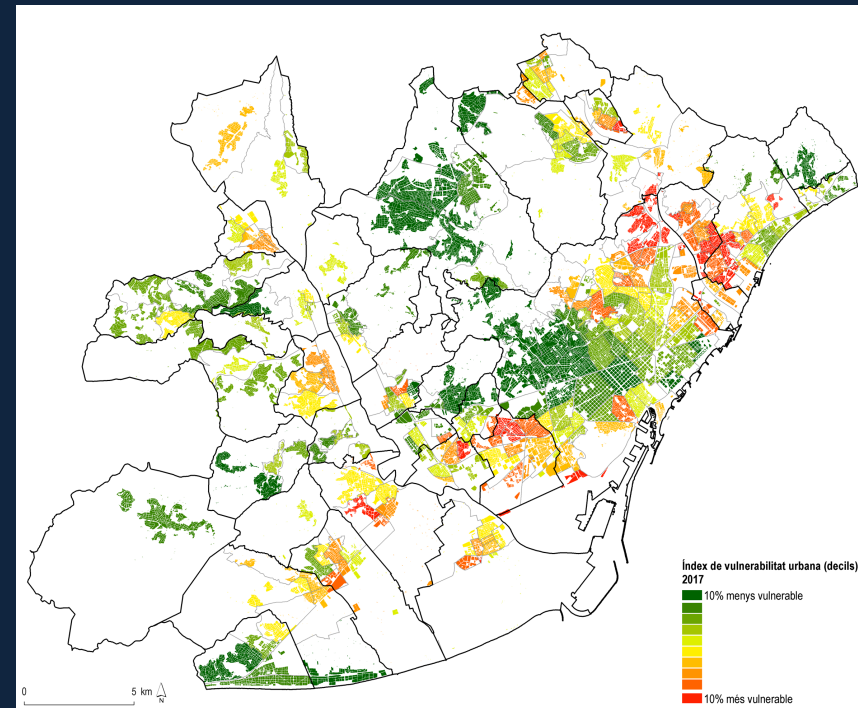 Índex de vulnerabilitat urbana (decils)
2017
10% menys vulnerable
10% més vulnerable
0 5 km
N